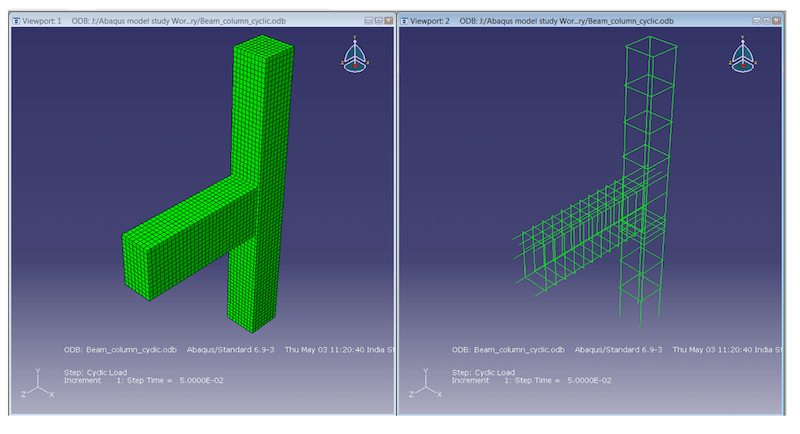 Viewport: 1 ODB: J:/Abaqus model study Wor...ry/Beam_column_cyclic.odb
Viewport: 2 ODB: J:/Abaqus model study Wor...ry/Beam_column_cyclic.odb
Y
Z X
Y
Z X
ODB: Beam_column_cyclic.odb Abaqus/Standard 6.9-3 Thu May 03 11:20:40 India St
ODB: Beam_column_cyclic.odb Abaqus/Standard 6.9-3 Thu May 03 11:20:40 India S
Y
Z X
Step: Cyclic Load
Increment 1: Step Time = 5.0000E-02
Y
Z X
Step: Cyclic Load
Increment 1: Step Time = 5.0000E-02